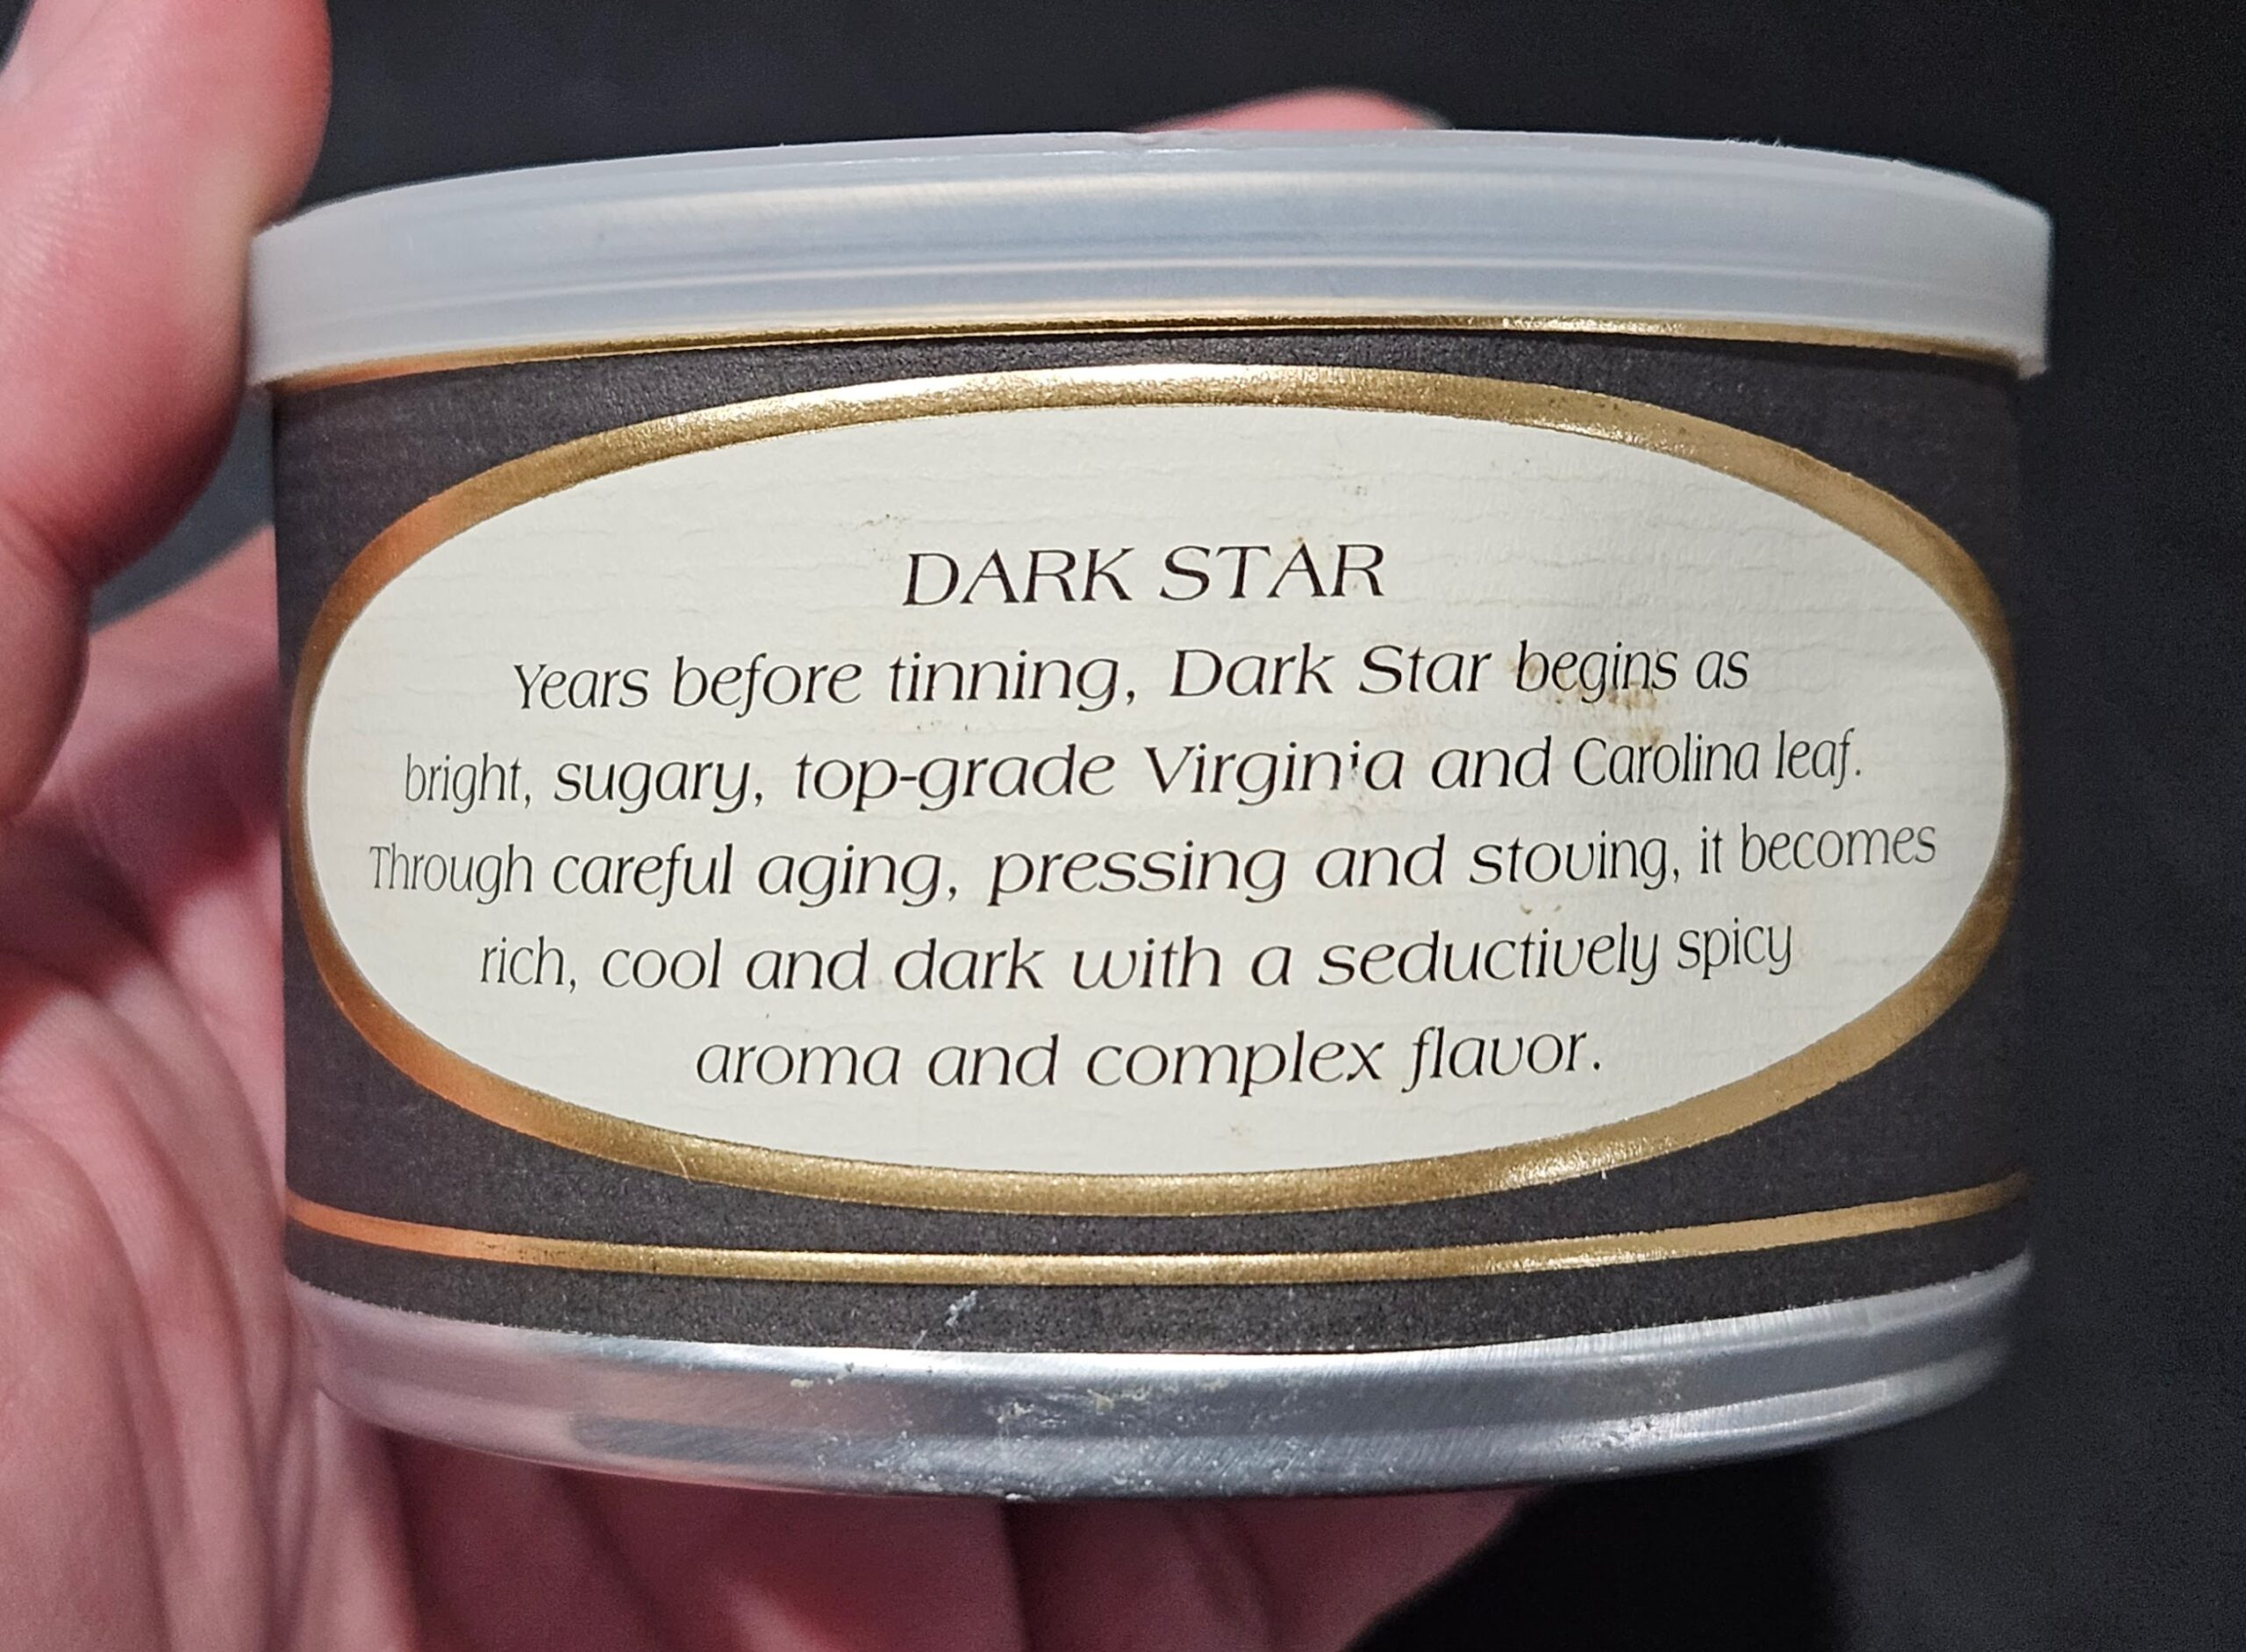 DARK STAR
Years before tinning, Dark Star begins as
bright, sugary, top-grade Virginia and Carolina leaf.
Through careful aging, pressing and stoving, it becomes
rich, cool and dark with a seductively spicy
aroma and complex flavor.